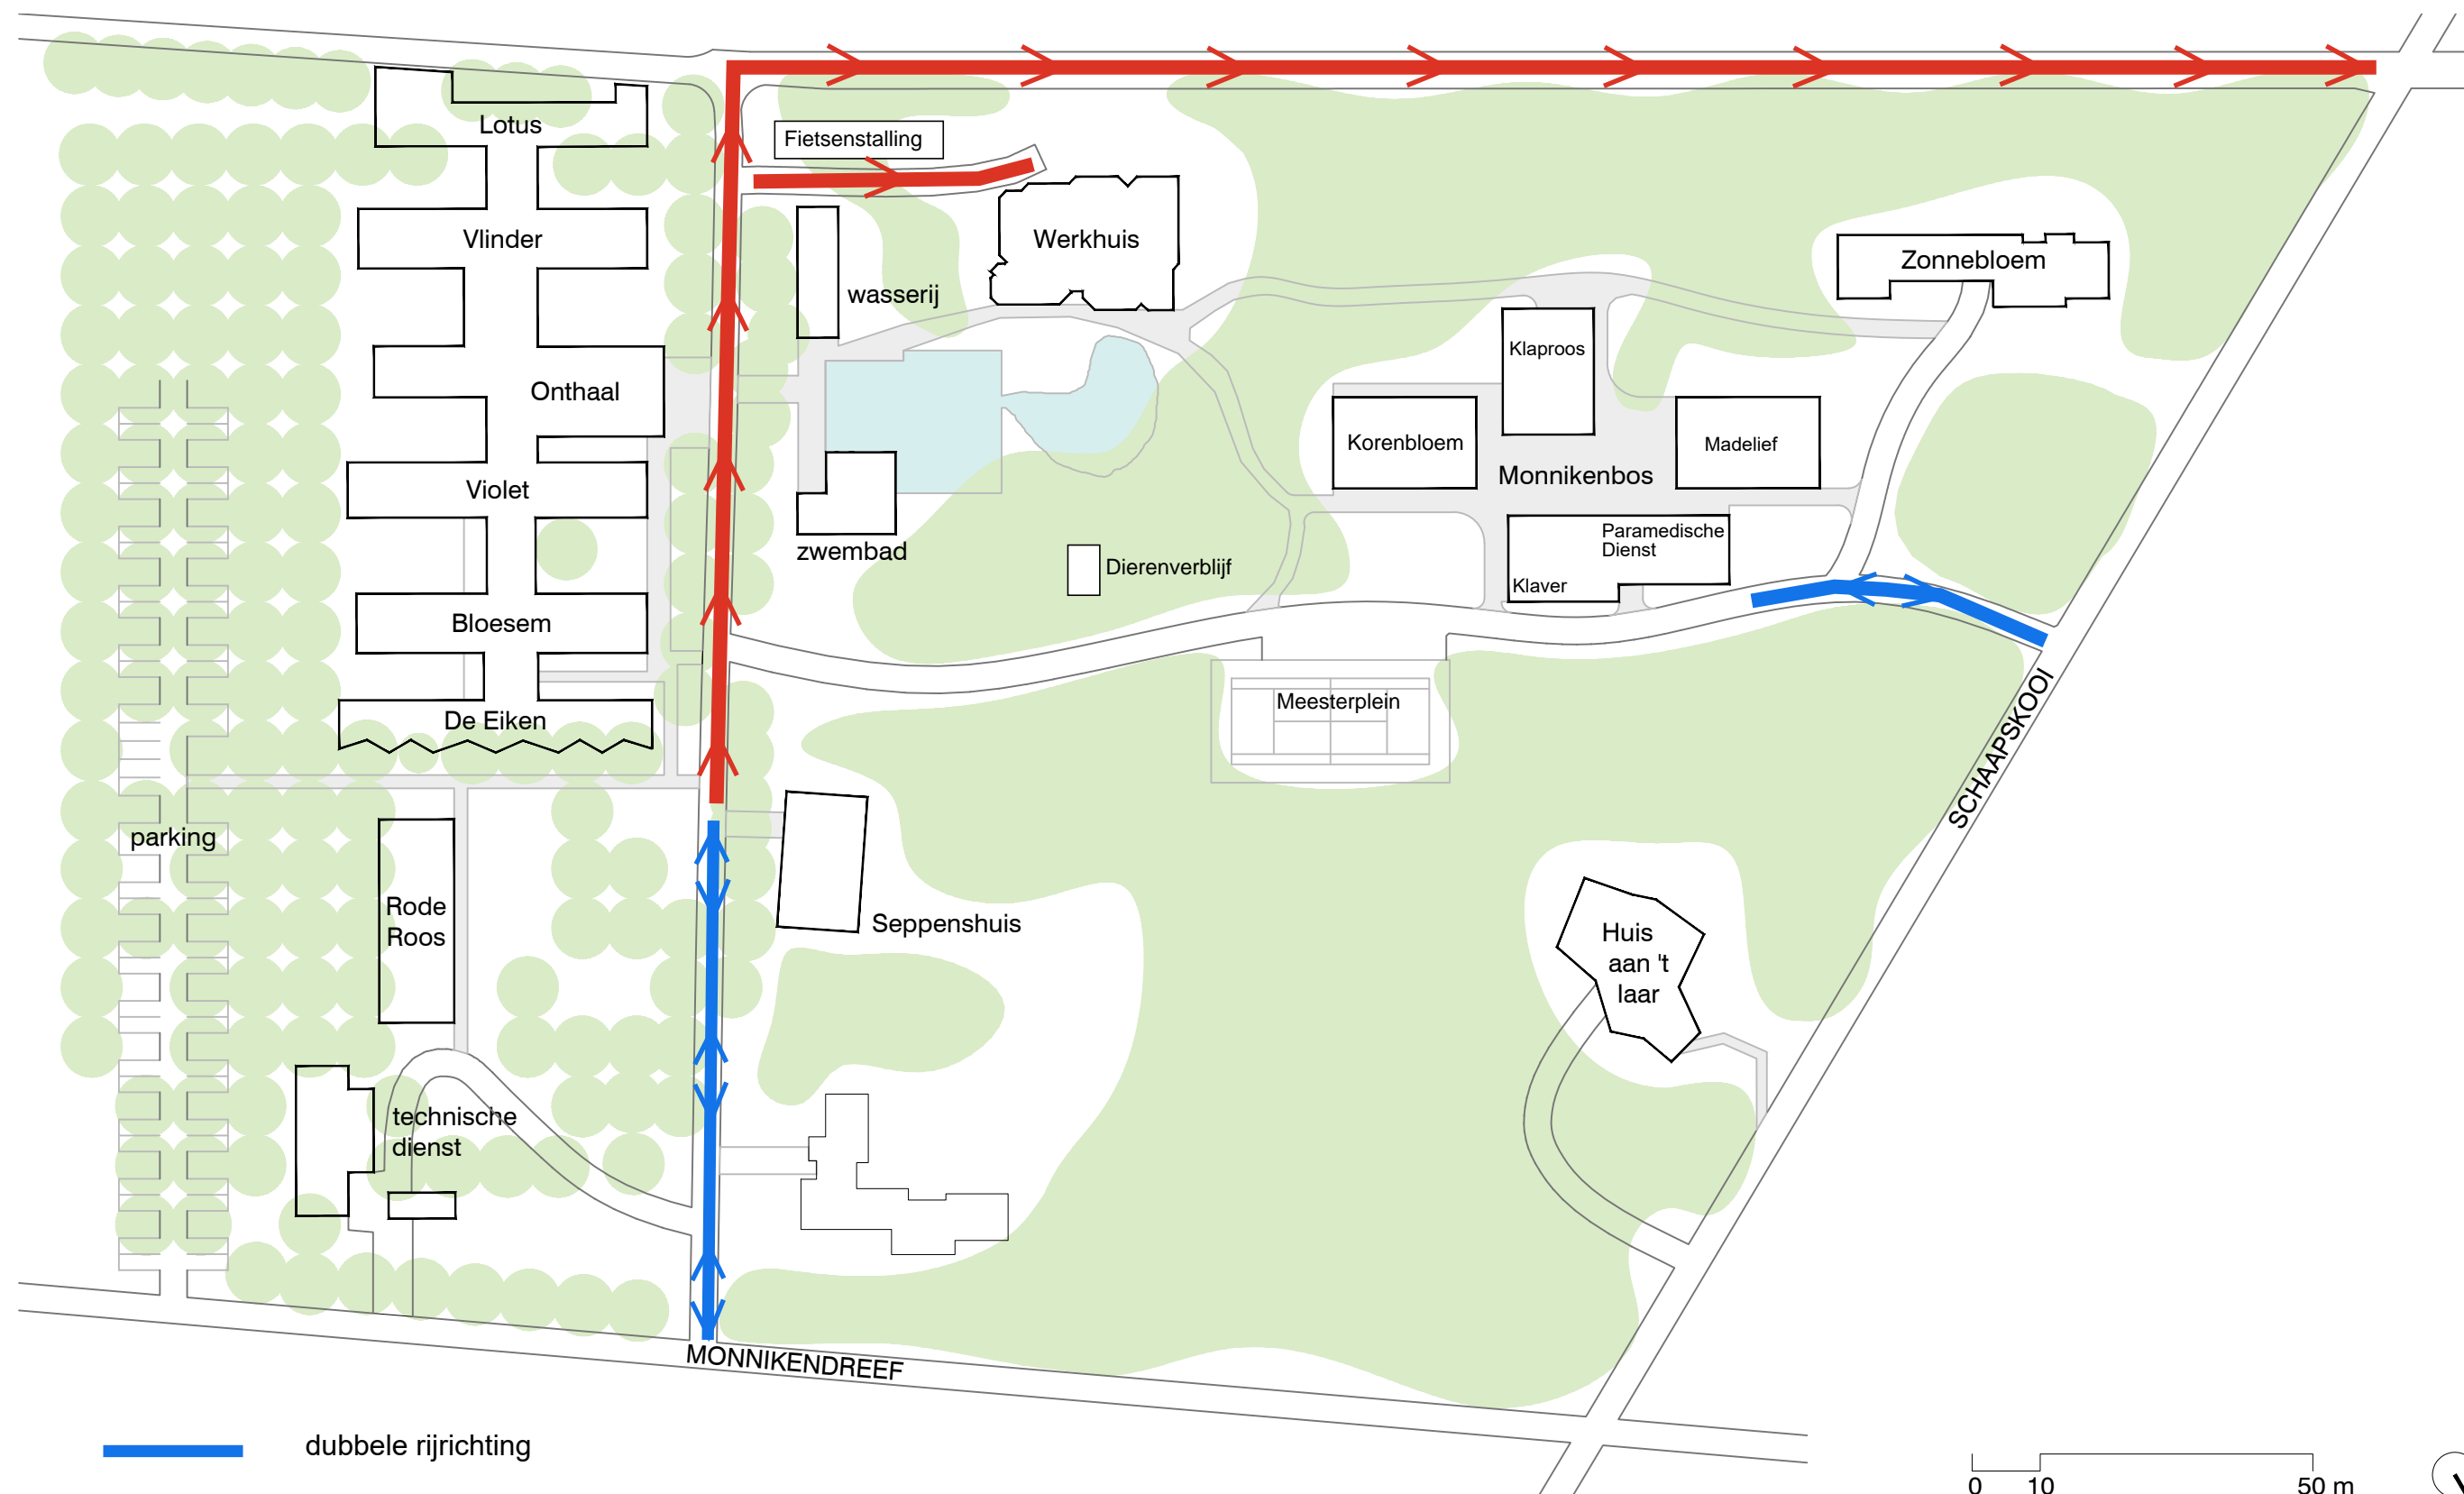 Lotus
Fietsenstalling
Vlinder
Werkhuis
Zonnebloem
wasserij
Klaproos
Onthaal
Korenbloem
Madelief
Monnikenbos
Violet
Paramedische
Dienst
zwembad
Dierenverblijf
Klaver
Bloesem
Meesterplein
De Eiken
SCHAAPSKOOI
parking
Rode
Roos
Seppenshuis
Huis
aan 't
laar
technische
dienst
MONNIKENDREEF
dubbele rijrichting
0 10 50 m